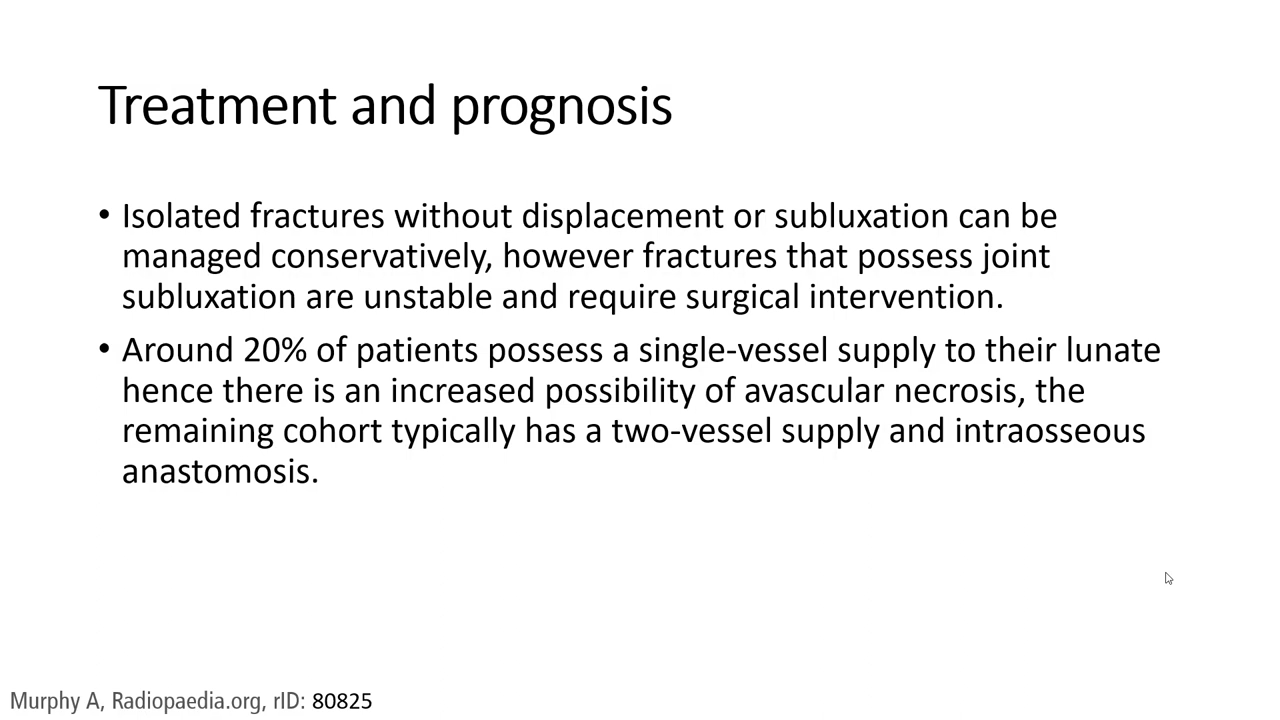 Treatment and prognosis
• Isolated fractures without displacement or subluxation can be
managed conservatively, however fractures that possess joint
subluxation are unstable and require surgical intervention.
• Around 20% of patients possess a single-vessel supply to their lunate
hence there is an increased possibility of avascular necrosis, the
remaining cohort typically has a two-vessel supply and intraosseous
anastomosis.
Murphy A, Radiopaedia.org, rID: 80825